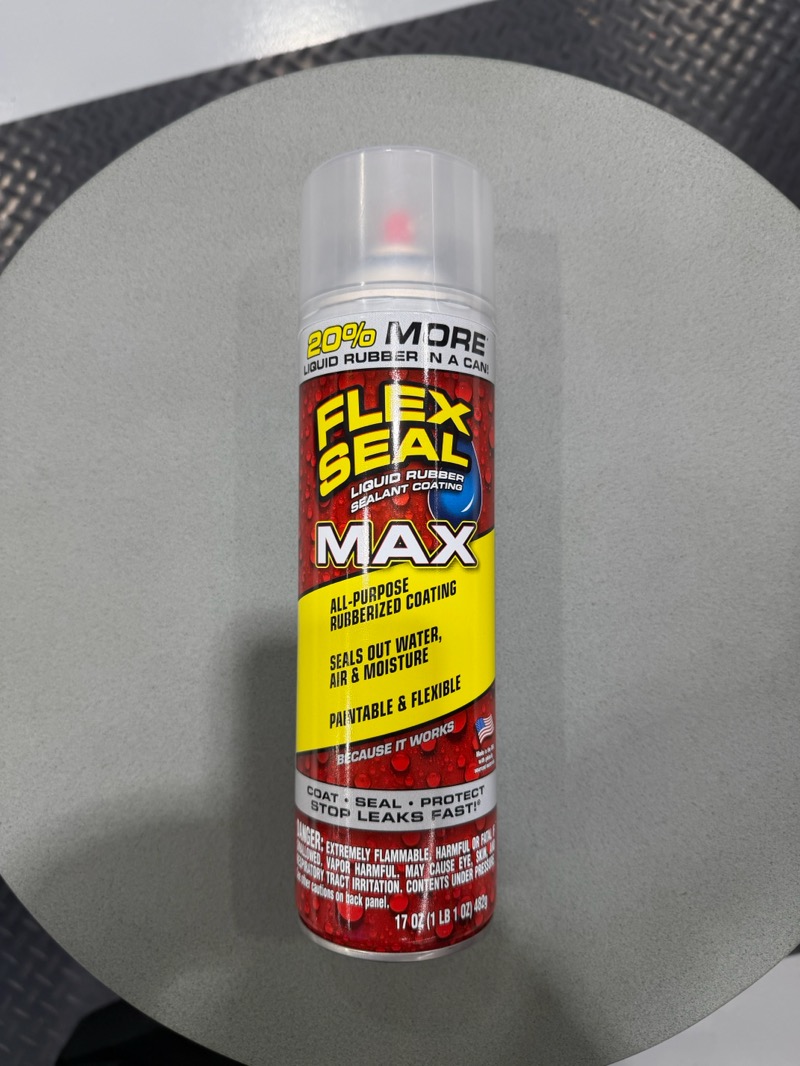 20% MORE
LIQUID RUBBER IN A CAN!
FLEX
SEAL
LIQUID RUBBER
SEALANT COATING
MAX
ALL-PURPOSE
RUBBERIZED COATING
SEALS OUT WATER,
AIR & MOISTURE
PAINTABLE & FLEXIBLE
BECAUSE IT WORKS
Made in the
COAT • SEAL • PROTECT
STOP LEAKS FAST!®
DANGER: EXTREMELY FLAMMABLE, HARMFUL OR FATAL IF
SWALLOWED. VAPOR HARMFUL. MAY CAUSE EYE, SKIN, AND
RESPIRATORY TRACT IRRITATION. CONTENTS UNDER PRESSURE.
other cautions on back panel.
17 OZ (1 LB 1 OZ) 482g